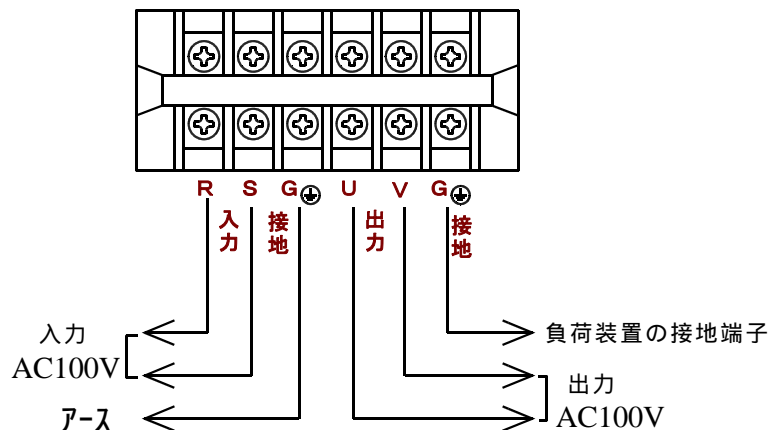 R S G U V G
入力
接地
出力
接地
入力
AC100V
アース
負荷装置の接地端子
出力
AC100V